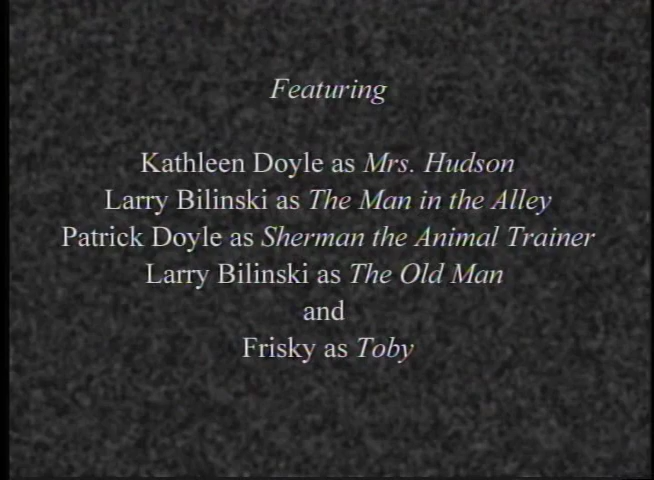 Featuring
Kathleen Doyle as Mrs. Hudson
Larry Bilinski as The Man in the Alley
Patrick Doyle as Sherman the Animal Trainer
Larry Bilinski as The Old Man
and
Frisky as Toby